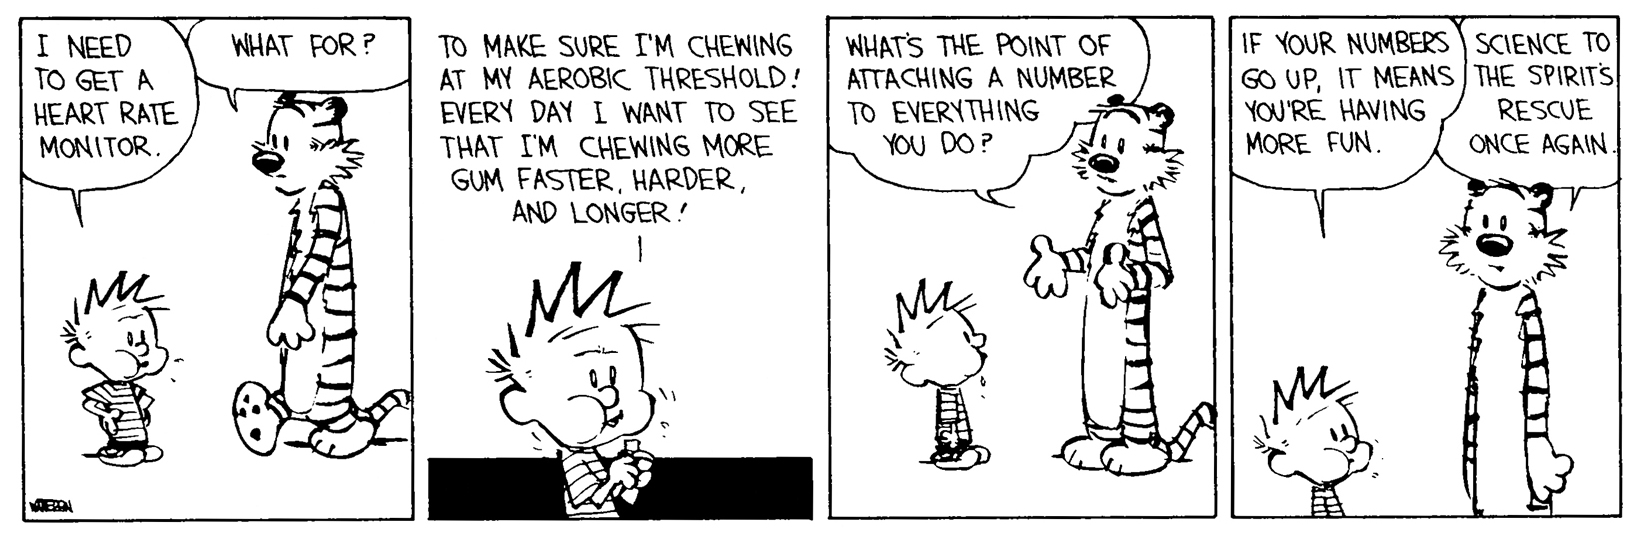 I NEED
TO GET A
HEART RATE
MONITOR.
WHAT FOR?
TO MAKE SURE I'M CHEWING
AT MY AEROBIC THRESHOLD!
EVERY DAY I WANT TO SEE
THAT I'M CHEWING MORE
GUM FASTER, HARDER,
AND LONGER!
WHAT'S THE POINT OF
ATTACHING A NUMBER
TO EVERYTHING
YOU DO?
IF YOUR NUMBERS
GO UP, IT MEANS
YOU'RE HAVING
MORE FUN.
SCIENCE TO
THE SPIRIT'S
RESCUE
ONCE AGAIN.
WATTERSON